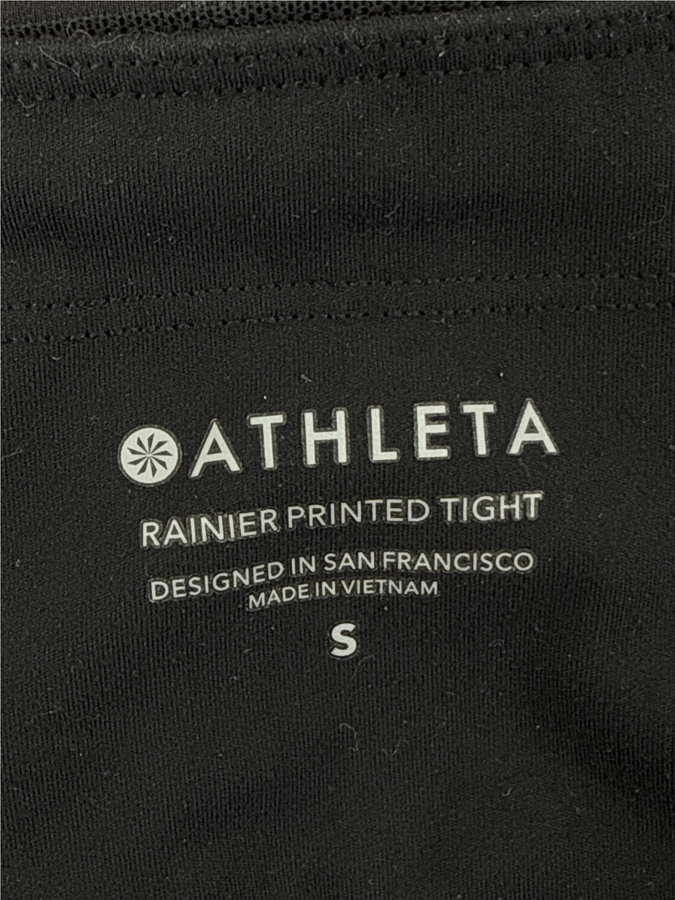 ATHLETA
RAINIER PRINTED TIGHT
DESIGNED IN SAN FRANCISCO
MADE IN VIETNAM
S